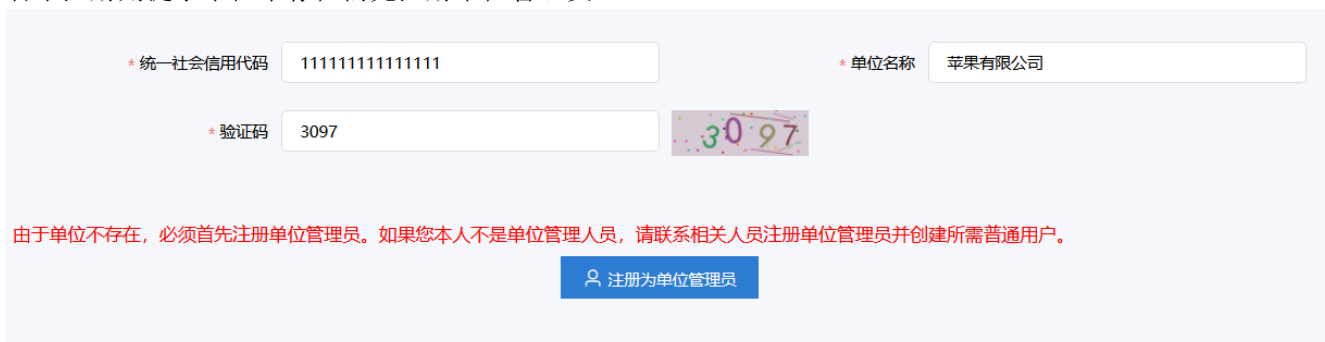 * 统一社会信用代码 111111111111111 * 单位名称 苹果有限公司
* 验证码 3097 3097
由于单位不存在，必须首先注册单位管理员。如果您本人不是单位管理人员，请联系相关人员注册单位管理员并创建所需普通用户。
注册为单位管理员